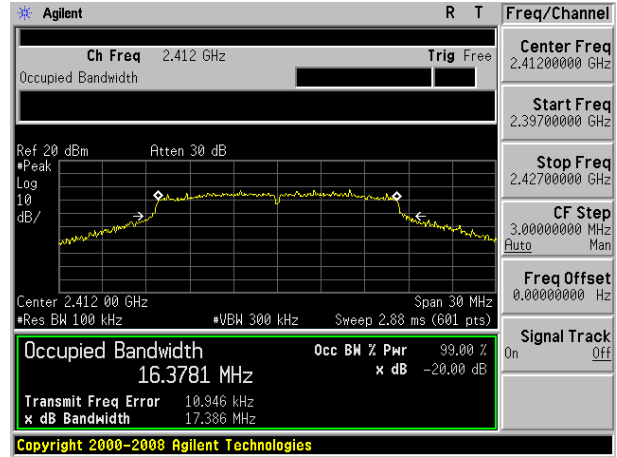 Agilent R T Freq/Channel
Ch Freq 2.412 GHz Trig Free
Occupied Bandwidth
Center Freq
2.41200000 GHz
Start Freq
2.39700000 GHz
Stop Freq
2.42700000 GHz
CF Step
3.00000000 MHz
Auto Man
Freq Offset
0.00000000 Hz
Signal Track
On Off
Ref 20 dBm Atten 30 dB
#Peak
Log
10
dB/
Center 2.412 00 GHz Span 30 MHz
#Res BW 100 kHz #VBW 300 kHz Sweep 2.88 ms (601 pts)
Occupied Bandwidth Occ BW % Pwr 99.00 %
16.3781 MHz x dB -20.00 dB
Transmit Freq Error 10.946 kHz
x dB Bandwidth 17.386 MHz
Copyright 2000-2008 Agilent Technologies